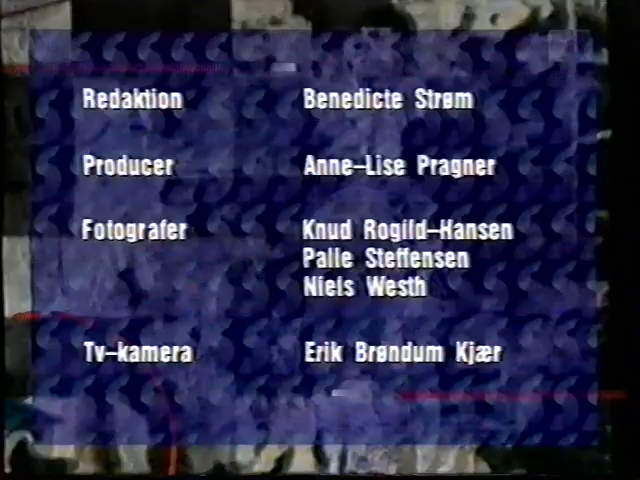 Redaktion Benedicte Strøm
Producer Anne-Lise Pragner
Fotografer Knud Rogild-Hansen
Palle Steffensen
Niels Westh
Tv-kamera Erik Brøndum Kjær